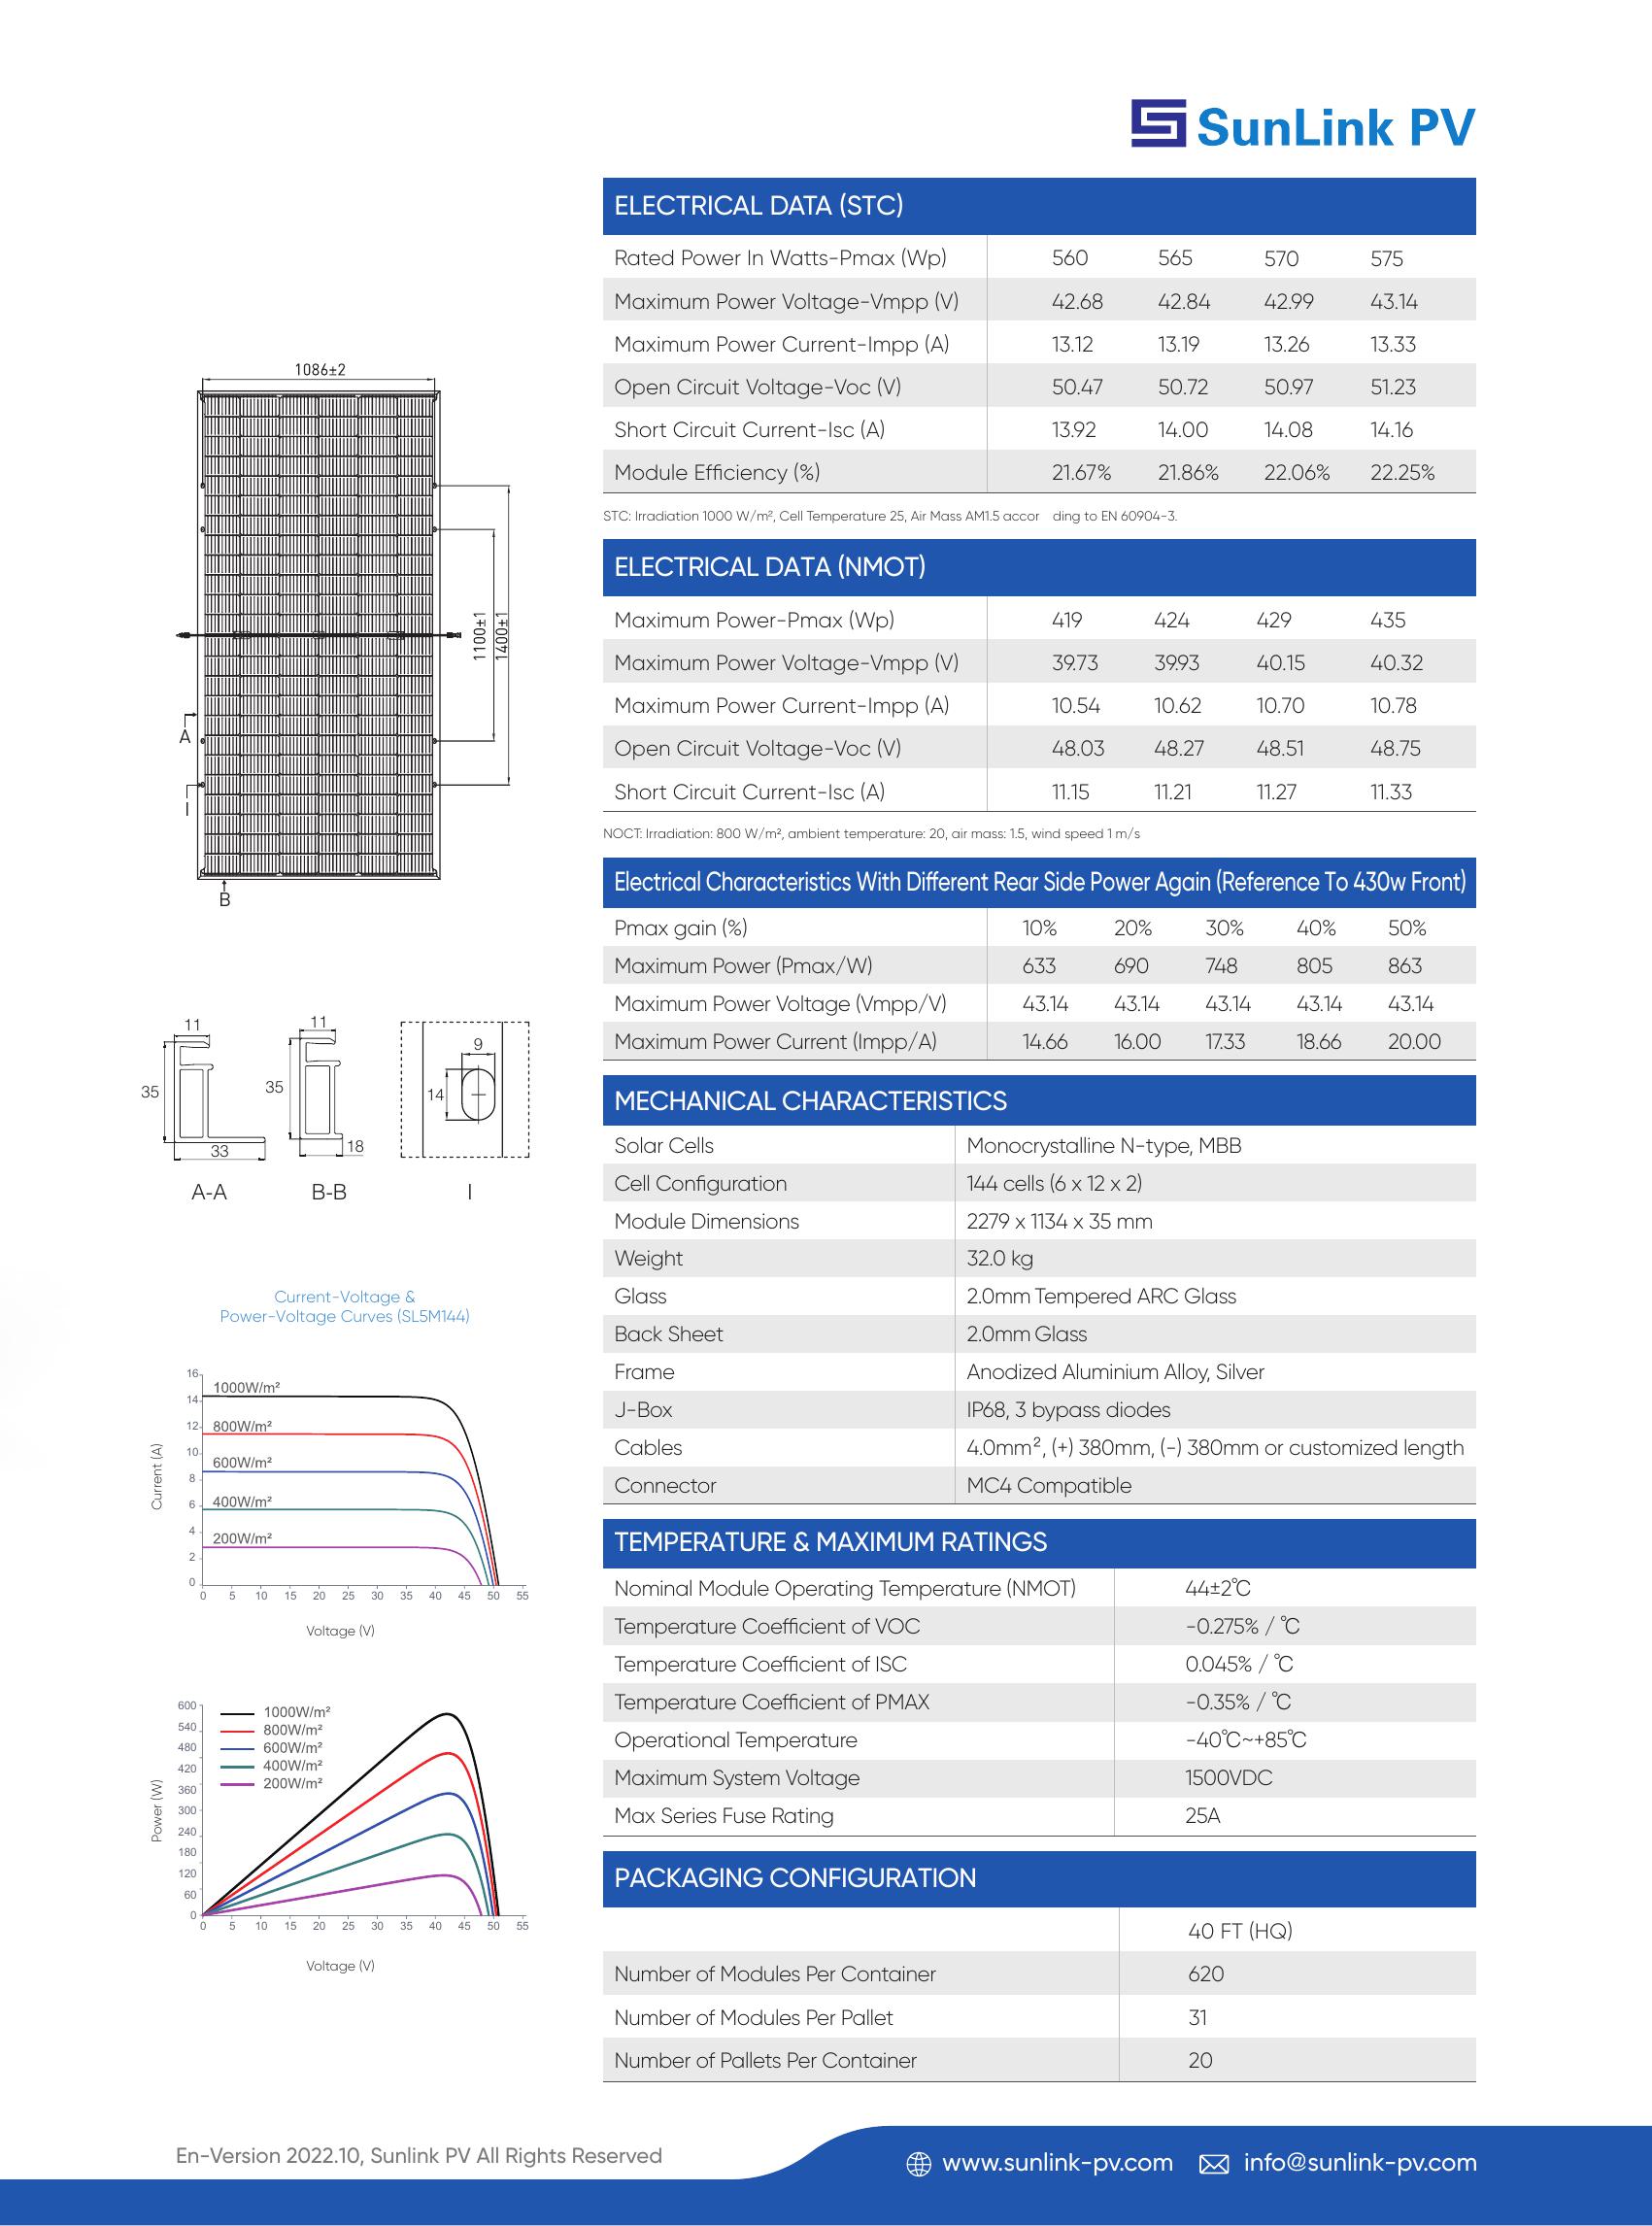 SunLink PV
ELECTRICAL DATA (STC)
Rated Power In Watts-Pmax (Wp) 560 565 570 575
Maximum Power Voltage-Vmpp (V) 42.68 42.84 42.99 43.14
Maximum Power Current-Impp (A) 13.12 13.19 13.26 13.33
Open Circuit Voltage-Voc (V) 50.47 50.72 50.97 51.23
Short Circuit Current-Isc (A) 13.92 14.00 14.08 14.16
Module Efficiency (%) 21.67% 21.86% 22.06% 22.25%
STC: Irradiation 1000 W/m², Cell Temperature 25, Air Mass AM1.5 accor ding to EN 60904-3.
ELECTRICAL DATA (NMOT)
Maximum Power-Pmax (Wp) 419 424 429 435
Maximum Power Voltage-Vmpp (V) 39.73 39.93 40.15 40.32
Maximum Power Current-Impp (A) 10.54 10.62 10.70 10.78
Open Circuit Voltage-Voc (V) 48.03 48.27 48.51 48.75
Short Circuit Current-Isc (A) 11.15 11.21 11.27 11.33
NOCT: Irradiation: 800 W/m², ambient temperature: 20, air mass: 1.5, wind speed 1 m/s
Electrical Characteristics With Different Rear Side Power Again (Reference To 430w Front)
Pmax gain (%) 10% 20% 30% 40% 50%
Maximum Power (Pmax/W) 633 690 748 805 863
Maximum Power Voltage (Vmpp/V) 43.14 43.14 43.14 43.14 43.14
Maximum Power Current (Impp/A) 14.66 16.00 17.33 18.66 20.00
MECHANICAL CHARACTERISTICS
Solar Cells Monocrystalline N-type, MBB
Cell Configuration 144 cells (6 x 12 x 2)
Module Dimensions 2279 x 1134 x 35 mm
Weight 32.0 kg
Glass 2.0mm Tempered ARC Glass
Back Sheet 2.0mm Glass
Frame Anodized Aluminium Alloy, Silver
J-Box IP68, 3 bypass diodes
Cables 4.0mm², (+) 380mm, (-) 380mm or customized length
Connector MC4 Compatible
TEMPERATURE & MAXIMUM RATINGS
Nominal Module Operating Temperature (NMOT) 44±2℃
Temperature Coefficient of VOC -0.275% / ℃
Temperature Coefficient of ISC 0.045% / ℃
Temperature Coefficient of PMAX -0.35% / ℃
Operational Temperature -40℃~+85℃
Maximum System Voltage 1500VDC
Max Series Fuse Rating 25A
PACKAGING CONFIGURATION
40 FT (HQ)
Number of Modules Per Container 620
Number of Modules Per Pallet 31
Number of Pallets Per Container 20
1086±2
1100±1
1400±1
A
I
B
11
35
33
A-A
11
35
18
B-B
9
14
I
Current-Voltage &
Power-Voltage Curves (SL5M144)
Current (A)
16
14
12
10
8
6
4
2
0
1000W/m²
800W/m²
600W/m²
400W/m²
200W/m²
0 5 10 15 20 25 30 35 40 45 50 55
Voltage (V)
Power (W)
600
540
480
420
360
300
240
180
120
60
0
1000W/m²
800W/m²
600W/m²
400W/m²
200W/m²
0 5 10 15 20 25 30 35 40 45 50 55
Voltage (V)
En-Version 2022.10, Sunlink PV All Rights Reserved
www.sunlink-pv.com info@sunlink-pv.com